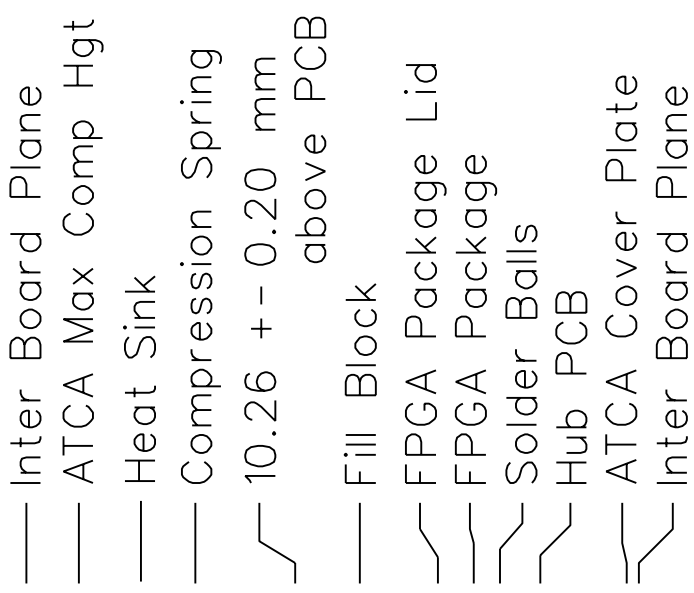 Inter Board Plane
ATCA Max Comp Hgt
Heat Sink
Compression Spring
10.26 +- 0.20 mm
above PCB
Fill Block
FPGA Package Lid
FPGA Package
Solder Balls
Hub PCB
ATCA Cover Plate
Inter Board Plane